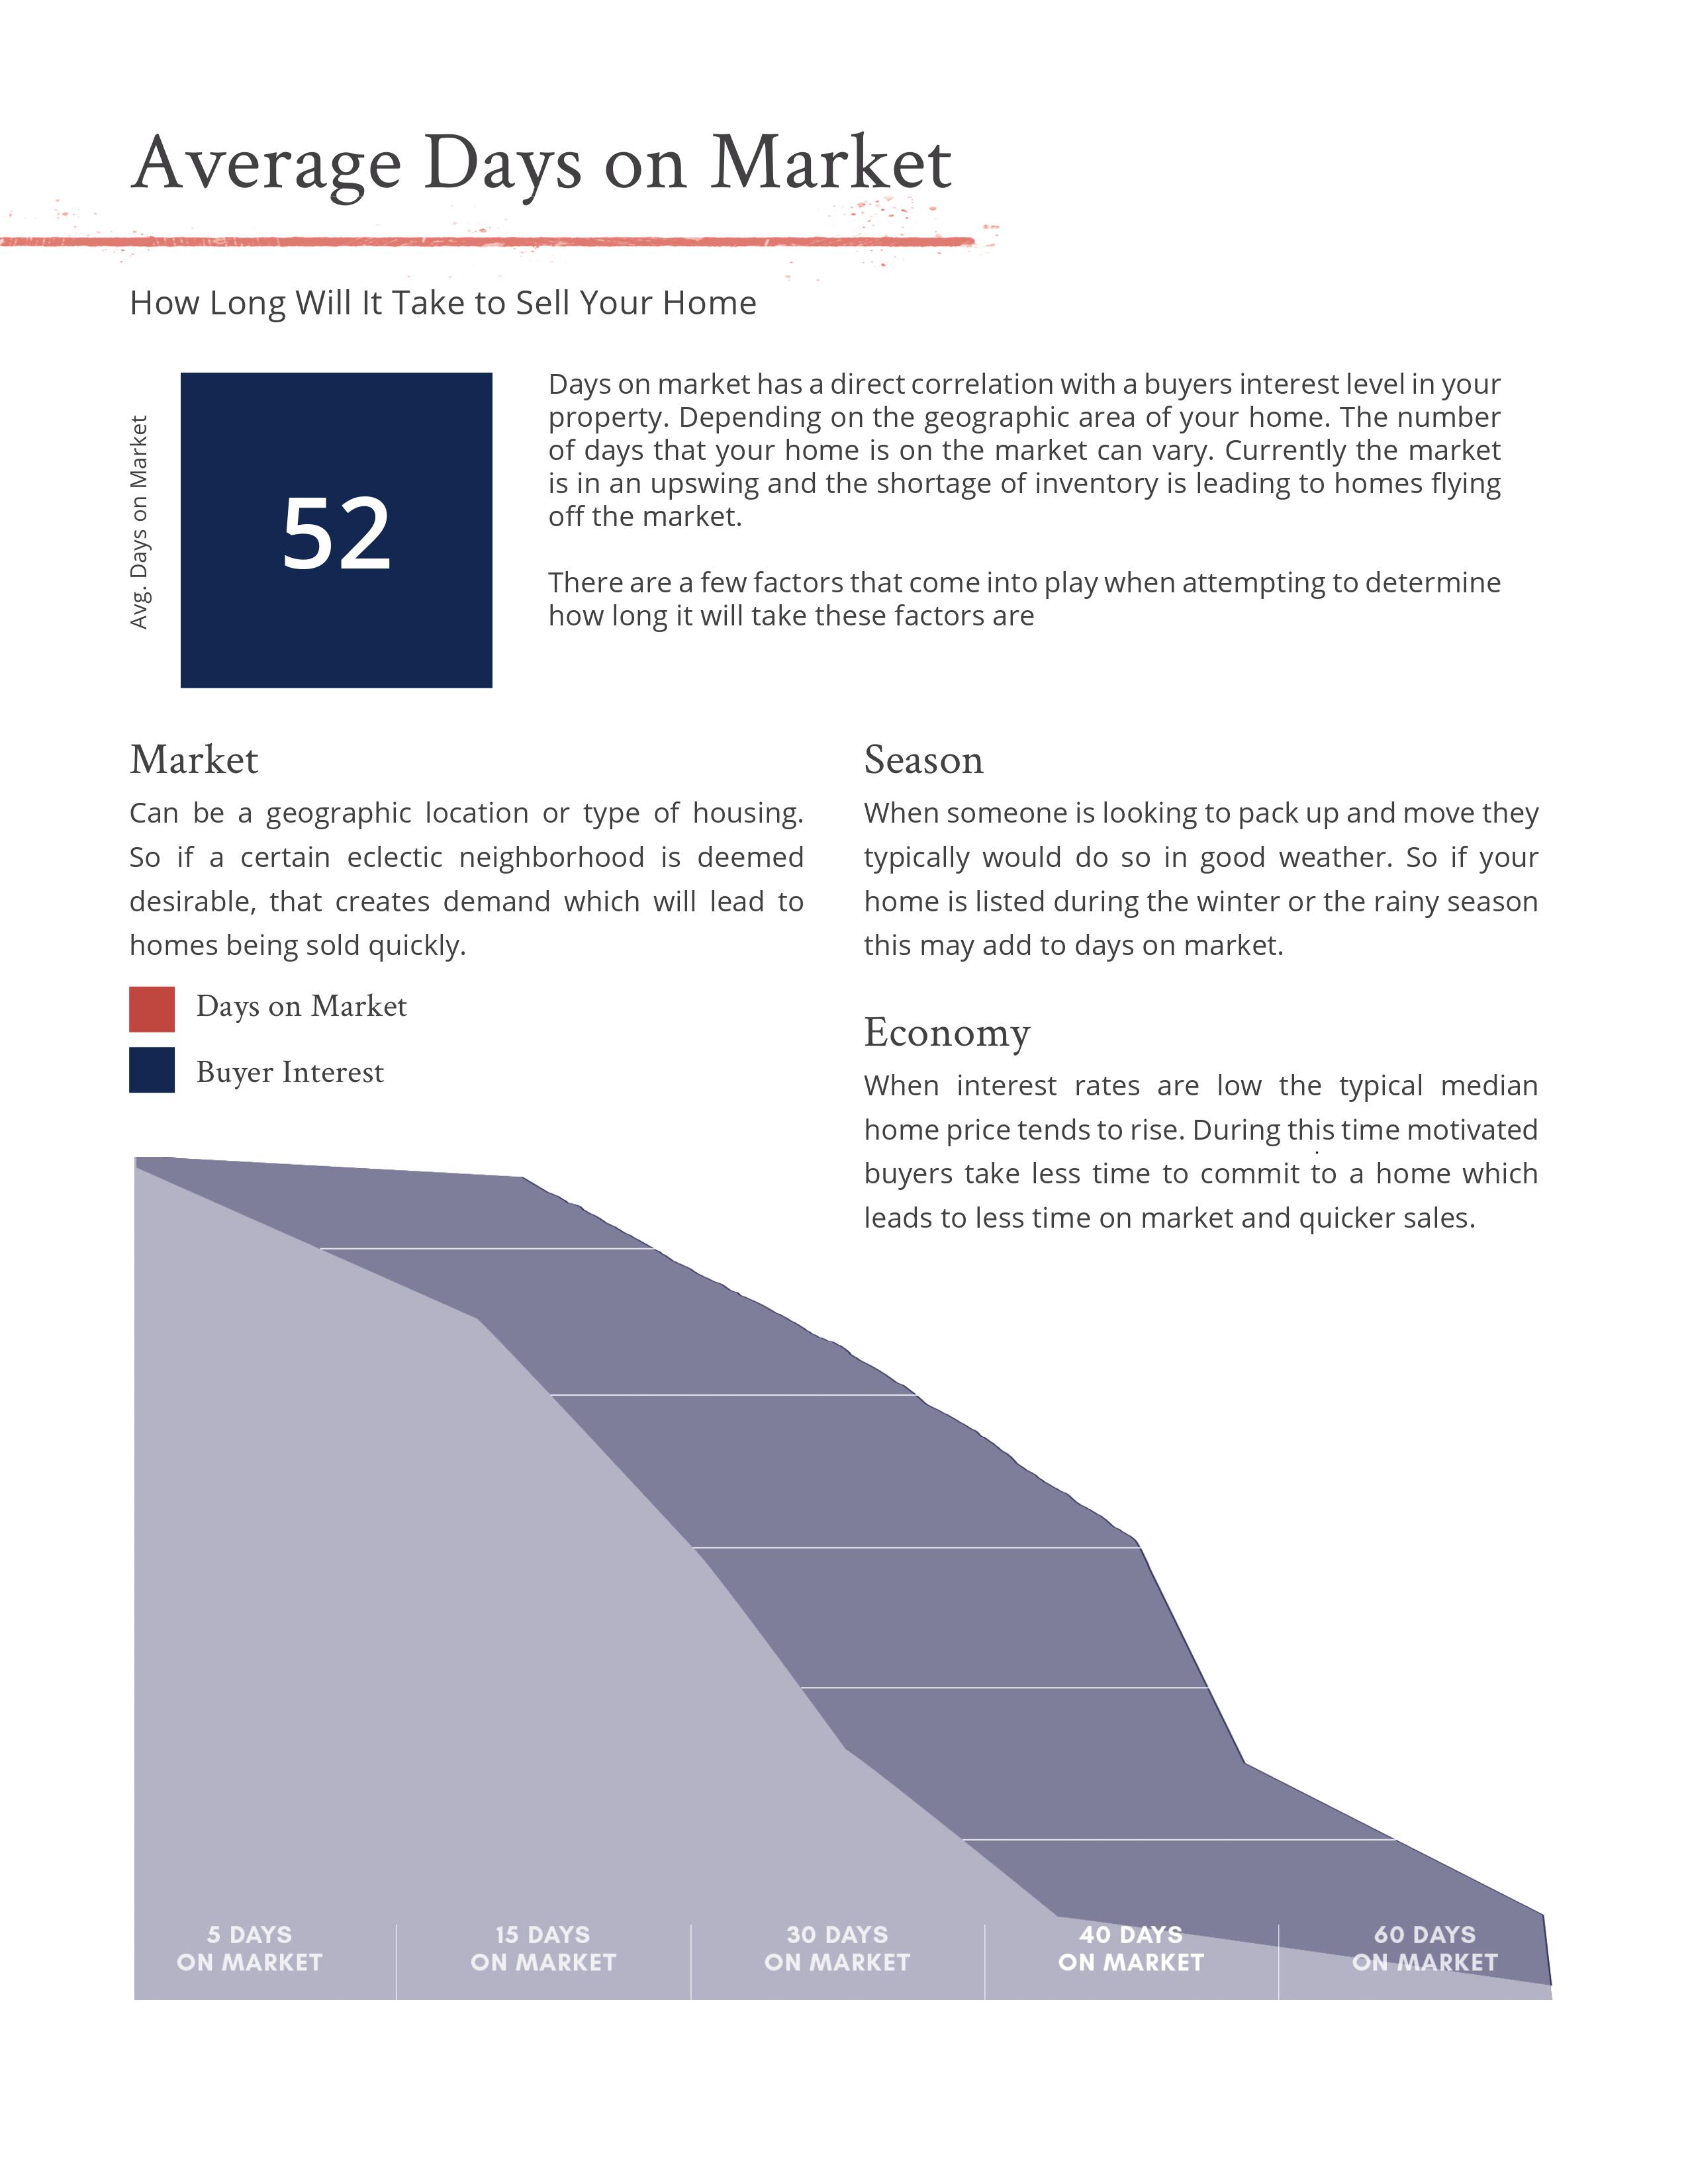 Average Days on Market
How Long Will It Take to Sell Your Home
Avg. Days on Market
52
Days on market has a direct correlation with a buyers interest level in your
property. Depending on the geographic area of your home. The number
of days that your home is on the market can vary. Currently the market
is in an upswing and the shortage of inventory is leading to homes flying
off the market.
There are a few factors that come into play when attempting to determine
how long it will take these factors are
Market
Can be a geographic location or type of housing.
So if a certain eclectic neighborhood is deemed
desirable, that creates demand which will lead to
homes being sold quickly.
Days on Market
Buyer Interest
Season
When someone is looking to pack up and move they
typically would do so in good weather. So if your
home is listed during the winter or the rainy season
this may add to days on market.
Economy
When interest rates are low the typical median
home price tends to rise. During this time motivated
buyers take less time to commit to a home which
leads to less time on market and quicker sales.
5 DAYS
ON MARKET
15 DAYS
ON MARKET
30 DAYS
ON MARKET
40 DAYS
ON MARKET
60 DAYS
ON MARKET